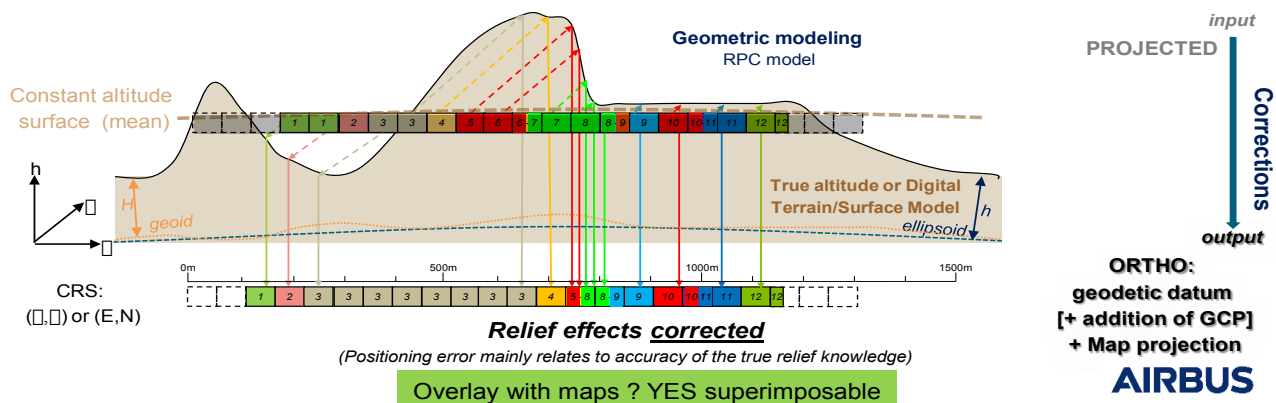 input
PROJECTED
Geometric modeling
RPC model
Constant altitude
surface (mean)
1 1 2 3 3 4 5 6 6 7 7 8 8 9 9 10 10 11 11 12 12
Corrections
h
H
geoid
True altitude or Digital
Terrain/Surface Model
h
ellipsoid
output
0m 500m 1000m 1500m
CRS:
(▯,▯) or (E,N)
1 2 3 3 3 3 3 3 3 3 4 5 8 8 9 9 10 10 11 11 12 12
ORTHO:
geodetic datum
[+ addition of GCP]
+ Map projection
Relief effects corrected
(Positioning error mainly relates to accuracy of the true relief knowledge)
Overlay with maps ? YES superimposable
AIRBUS